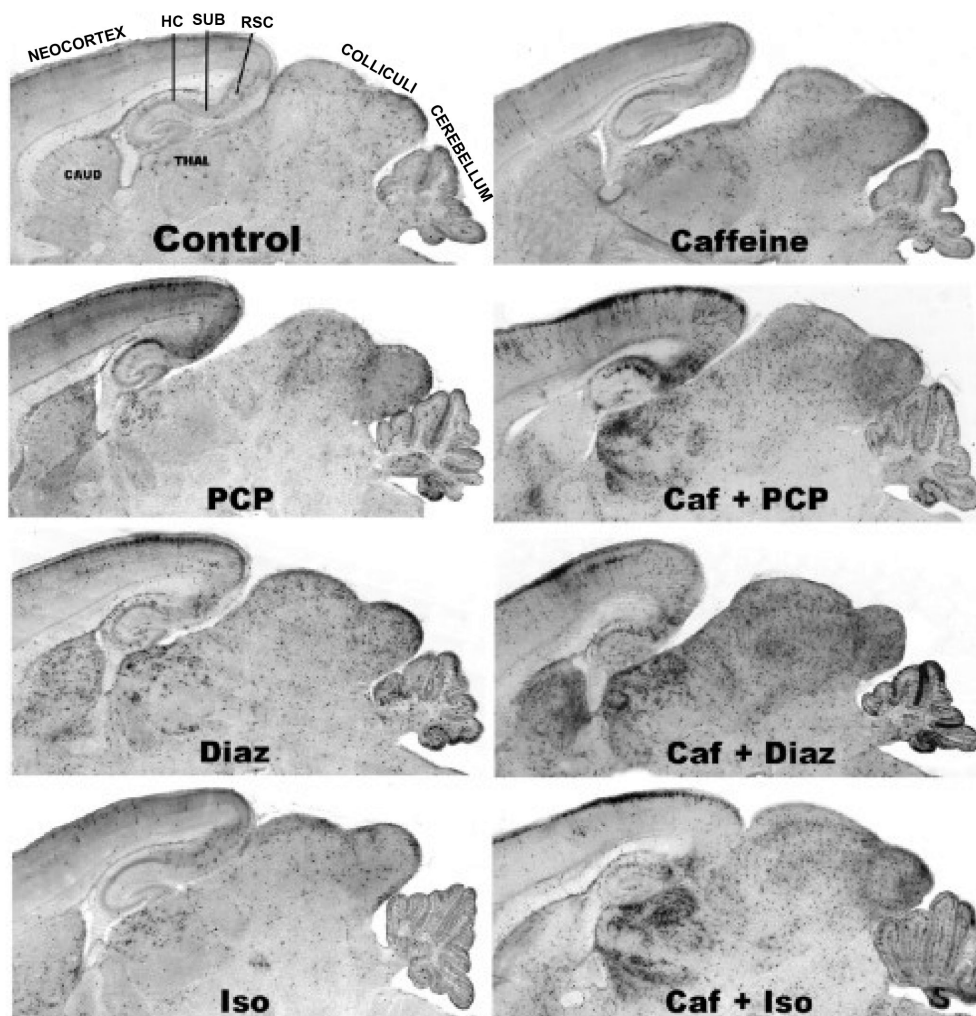 NEOCORTEX
HC SUB RSC
COLLICULI
CEREBELLUM
CAUD
THAL
Control
Caffeine
PCP
Caf + PCP
Diaz
Caf + Diaz
Iso
Caf + Iso
5